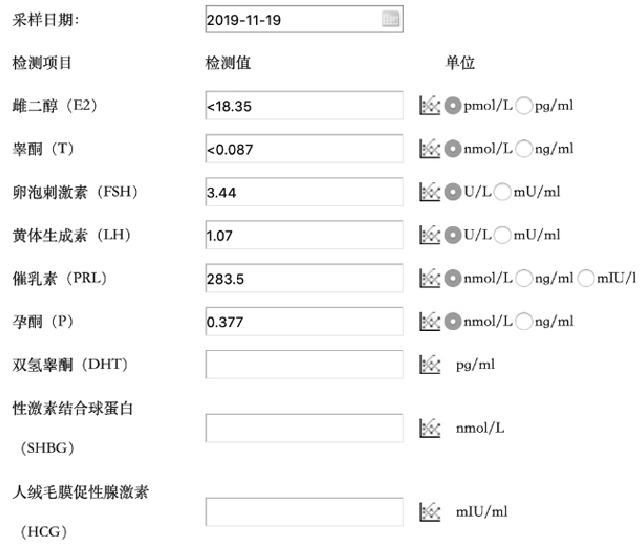 采样日期: 2019-11-19
检测项目 检测值 单位
雌二醇（E2） <18.35 pmol/L pg/ml
睾酮（T） <0.087 nmol/L ng/ml
卵泡刺激素（FSH） 3.44 U/L mU/ml
黄体生成素（LH） 1.07 U/L mU/ml
催乳素（PRL） 283.5 nmol/L ng/ml mIU/l
孕酮（P） 0.377 nmol/L ng/ml
双氢睾酮（DHT） pg/ml
性激素结合球蛋白
（SHBG） nmol/L
人绒毛膜促性腺激素
（HCG） mIU/ml